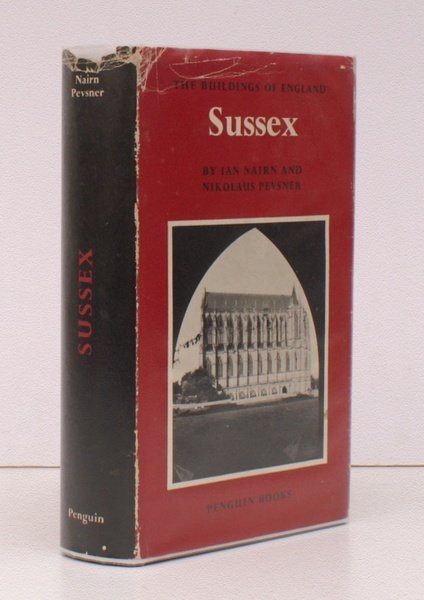 Nairn
Pevsner
SUSSEX
Penguin
THE BUILDINGS OF ENGLAND
Sussex
BY IAN NAIRN AND
NIKOLAUS PEVSNER
PENGUIN BOOKS